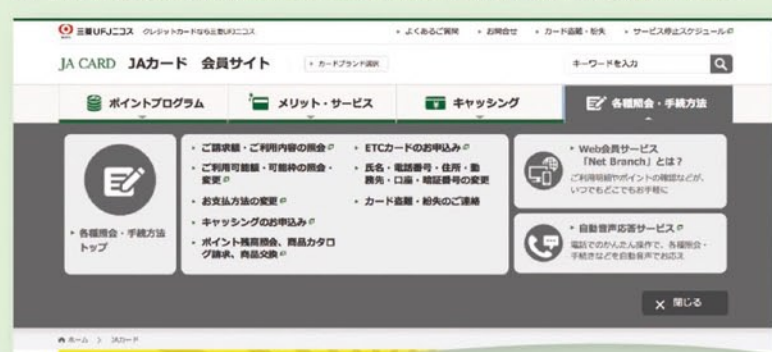 三菱UFJニコス クレジットカードなら三菱UFJニコス
よくあるご質問 お問合せ カード盗難・紛失 サービス停止スケジュール
JA CARD JAカード 会員サイト カードブランド選択 キーワードを入力
ポイントプログラム メリット・サービス キャッシング 各種照会・手続方法
各種照会・手続方法
トップ
ご請求額・ご利用内容の照会
ご利用可能額・可能枠の照会・
変更
お支払方法の変更
キャッシングのお申込み
ポイント残高照会、商品カタロ
グ請求、商品交換
ETCカードのお申込み
氏名・電話番号・住所・勤
務先・口座・暗証番号の変更
カード盗難・紛失のご連絡
Web会員サービス
「Net Branch」とは?
ご利用明細やポイントの確認などが、
いつでもどこでもお手軽に
自動音声応答サービス
電話でのかんたん操作で、各種照会・
手続きなどを自動音声でお応え
× 閉じる
ホーム > JAカード